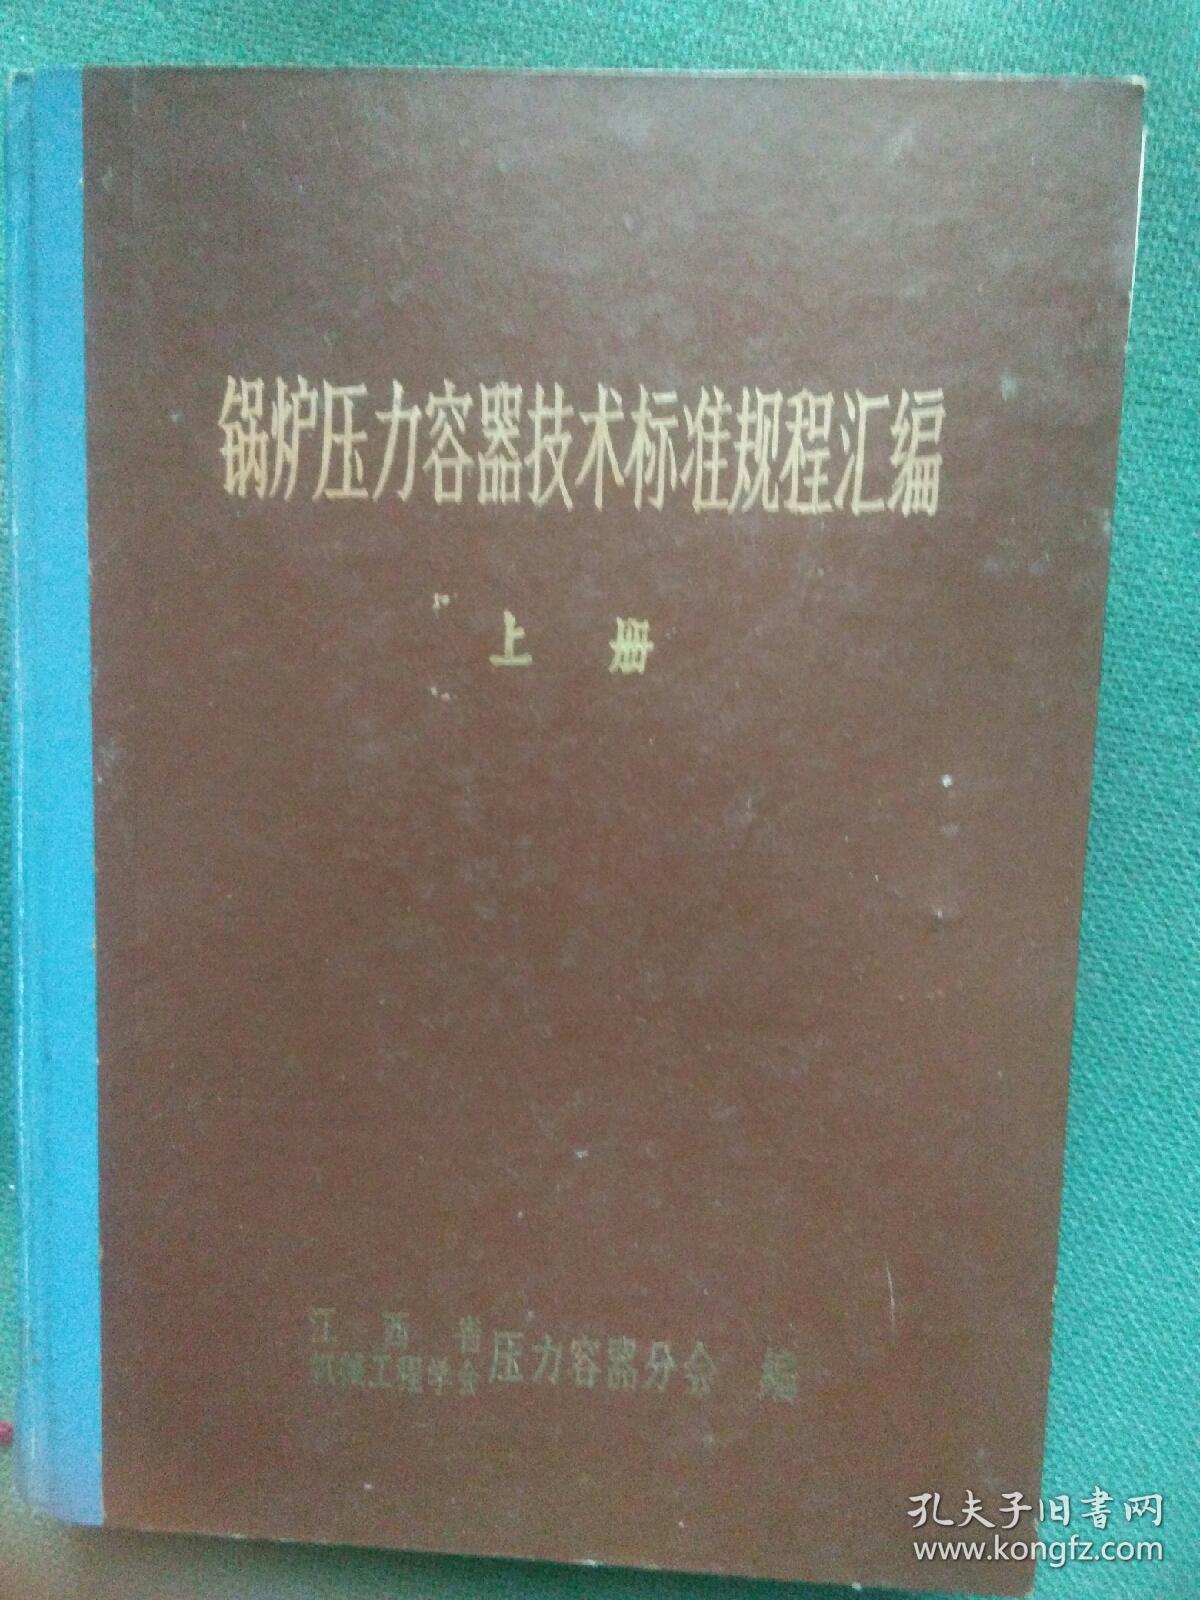 锅炉压力容器技术标准规程汇编
上册
江西省
机械工程学会压力容器分会 编
孔夫子旧书网
www.kongfz.com